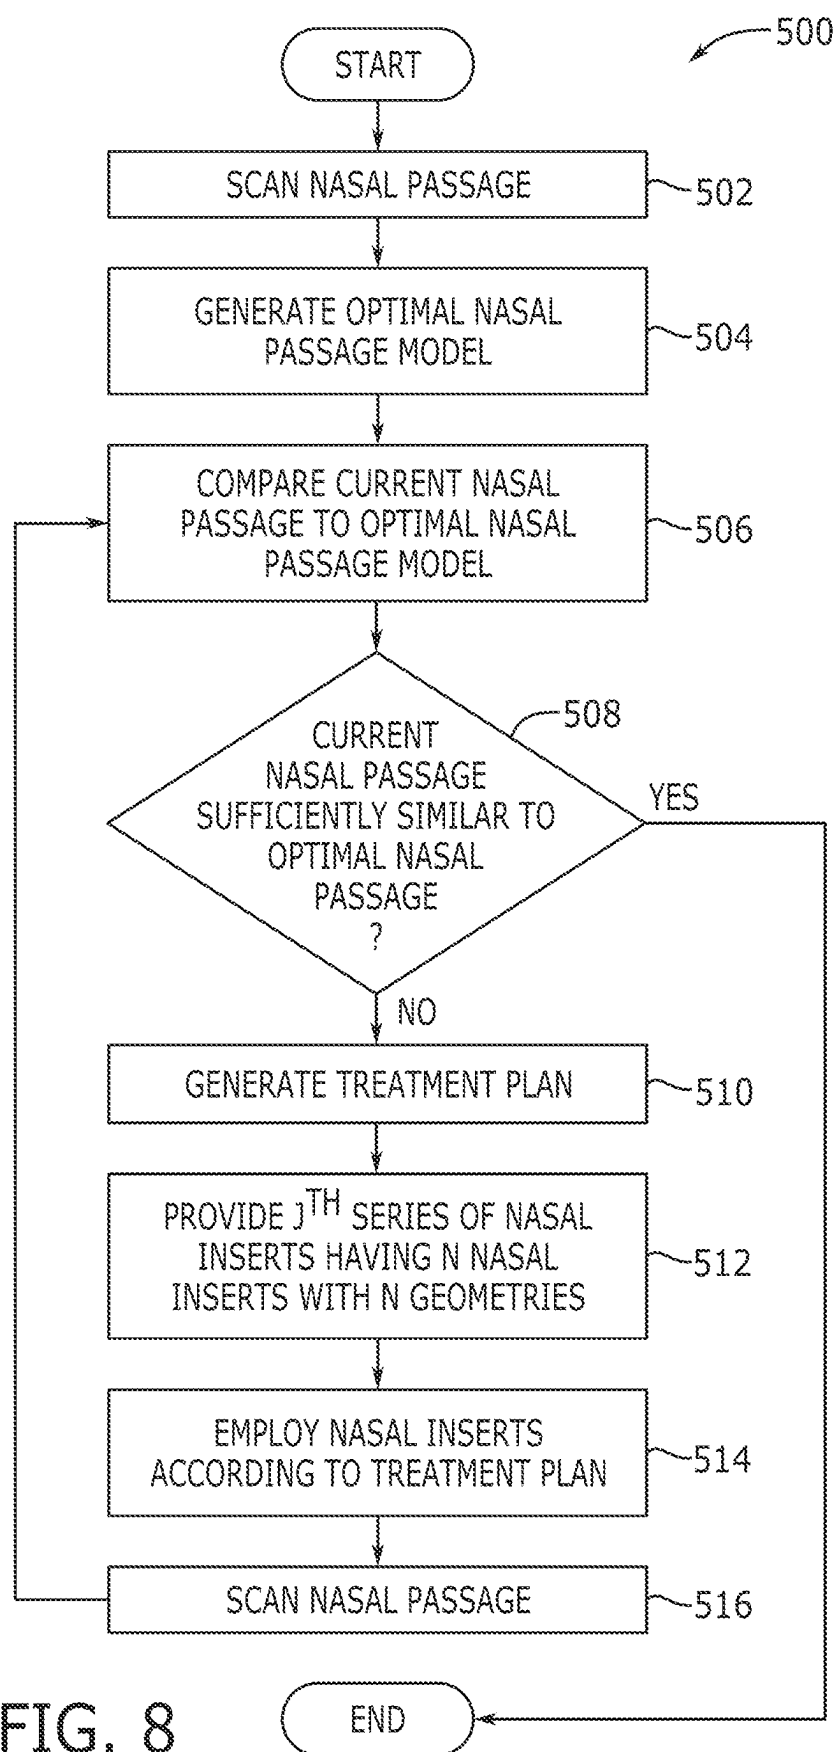 500
START
SCAN NASAL PASSAGE
502
GENERATE OPTIMAL NASAL
PASSAGE MODEL
504
COMPARE CURRENT NASAL
PASSAGE TO OPTIMAL NASAL
PASSAGE MODEL
506
508
CURRENT
NASAL PASSAGE
SUFFICIENTLY SIMILAR TO
OPTIMAL NASAL
PASSAGE
?
YES
NO
GENERATE TREATMENT PLAN
510
PROVIDE JTH SERIES OF NASAL
INSERTS HAVING N NASAL
INSERTS WITH N GEOMETRIES
512
EMPLOY NASAL INSERTS
ACCORDING TO TREATMENT PLAN
514
SCAN NASAL PASSAGE
516
END
FIG. 8